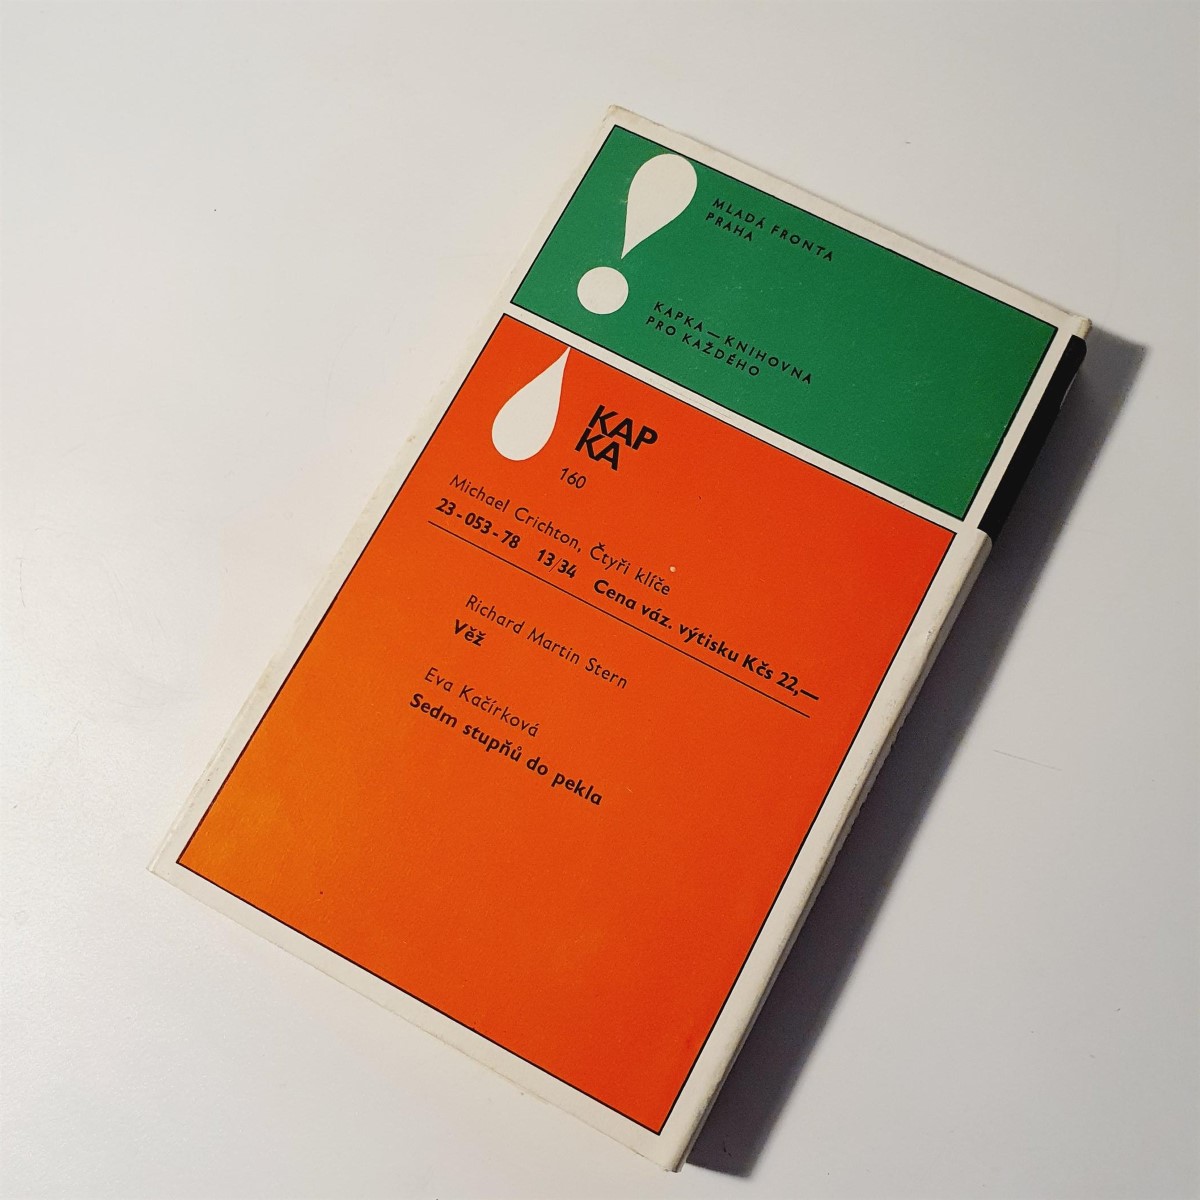 MLADÁ FRONTA
PRAHA
KAPKA — KNIHOVNA
PRO KAŽDÉHO
KAP
KA
160
Michael Crichton, Čtyři klíče
23-053-78 13/34 Cena váz. výtisku Kčs 22,—
Richard Martin Stern
Věž
Eva Kačírková
Sedm stupňů do pekla